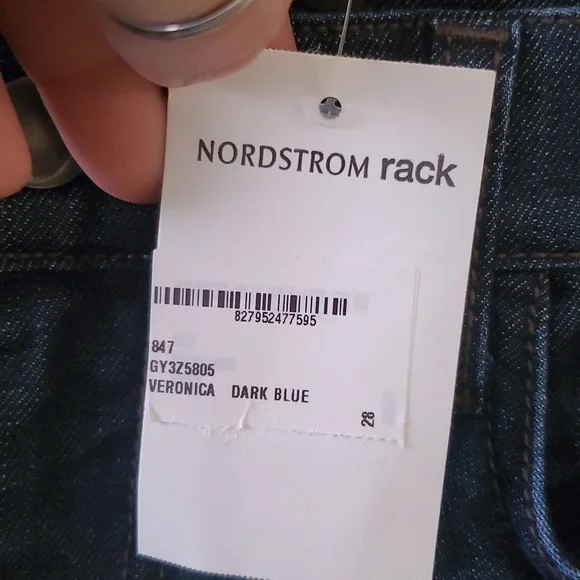 NORDSTROM rack
827952477595
847
GY3Z5805
VERONICA DARK BLUE
28